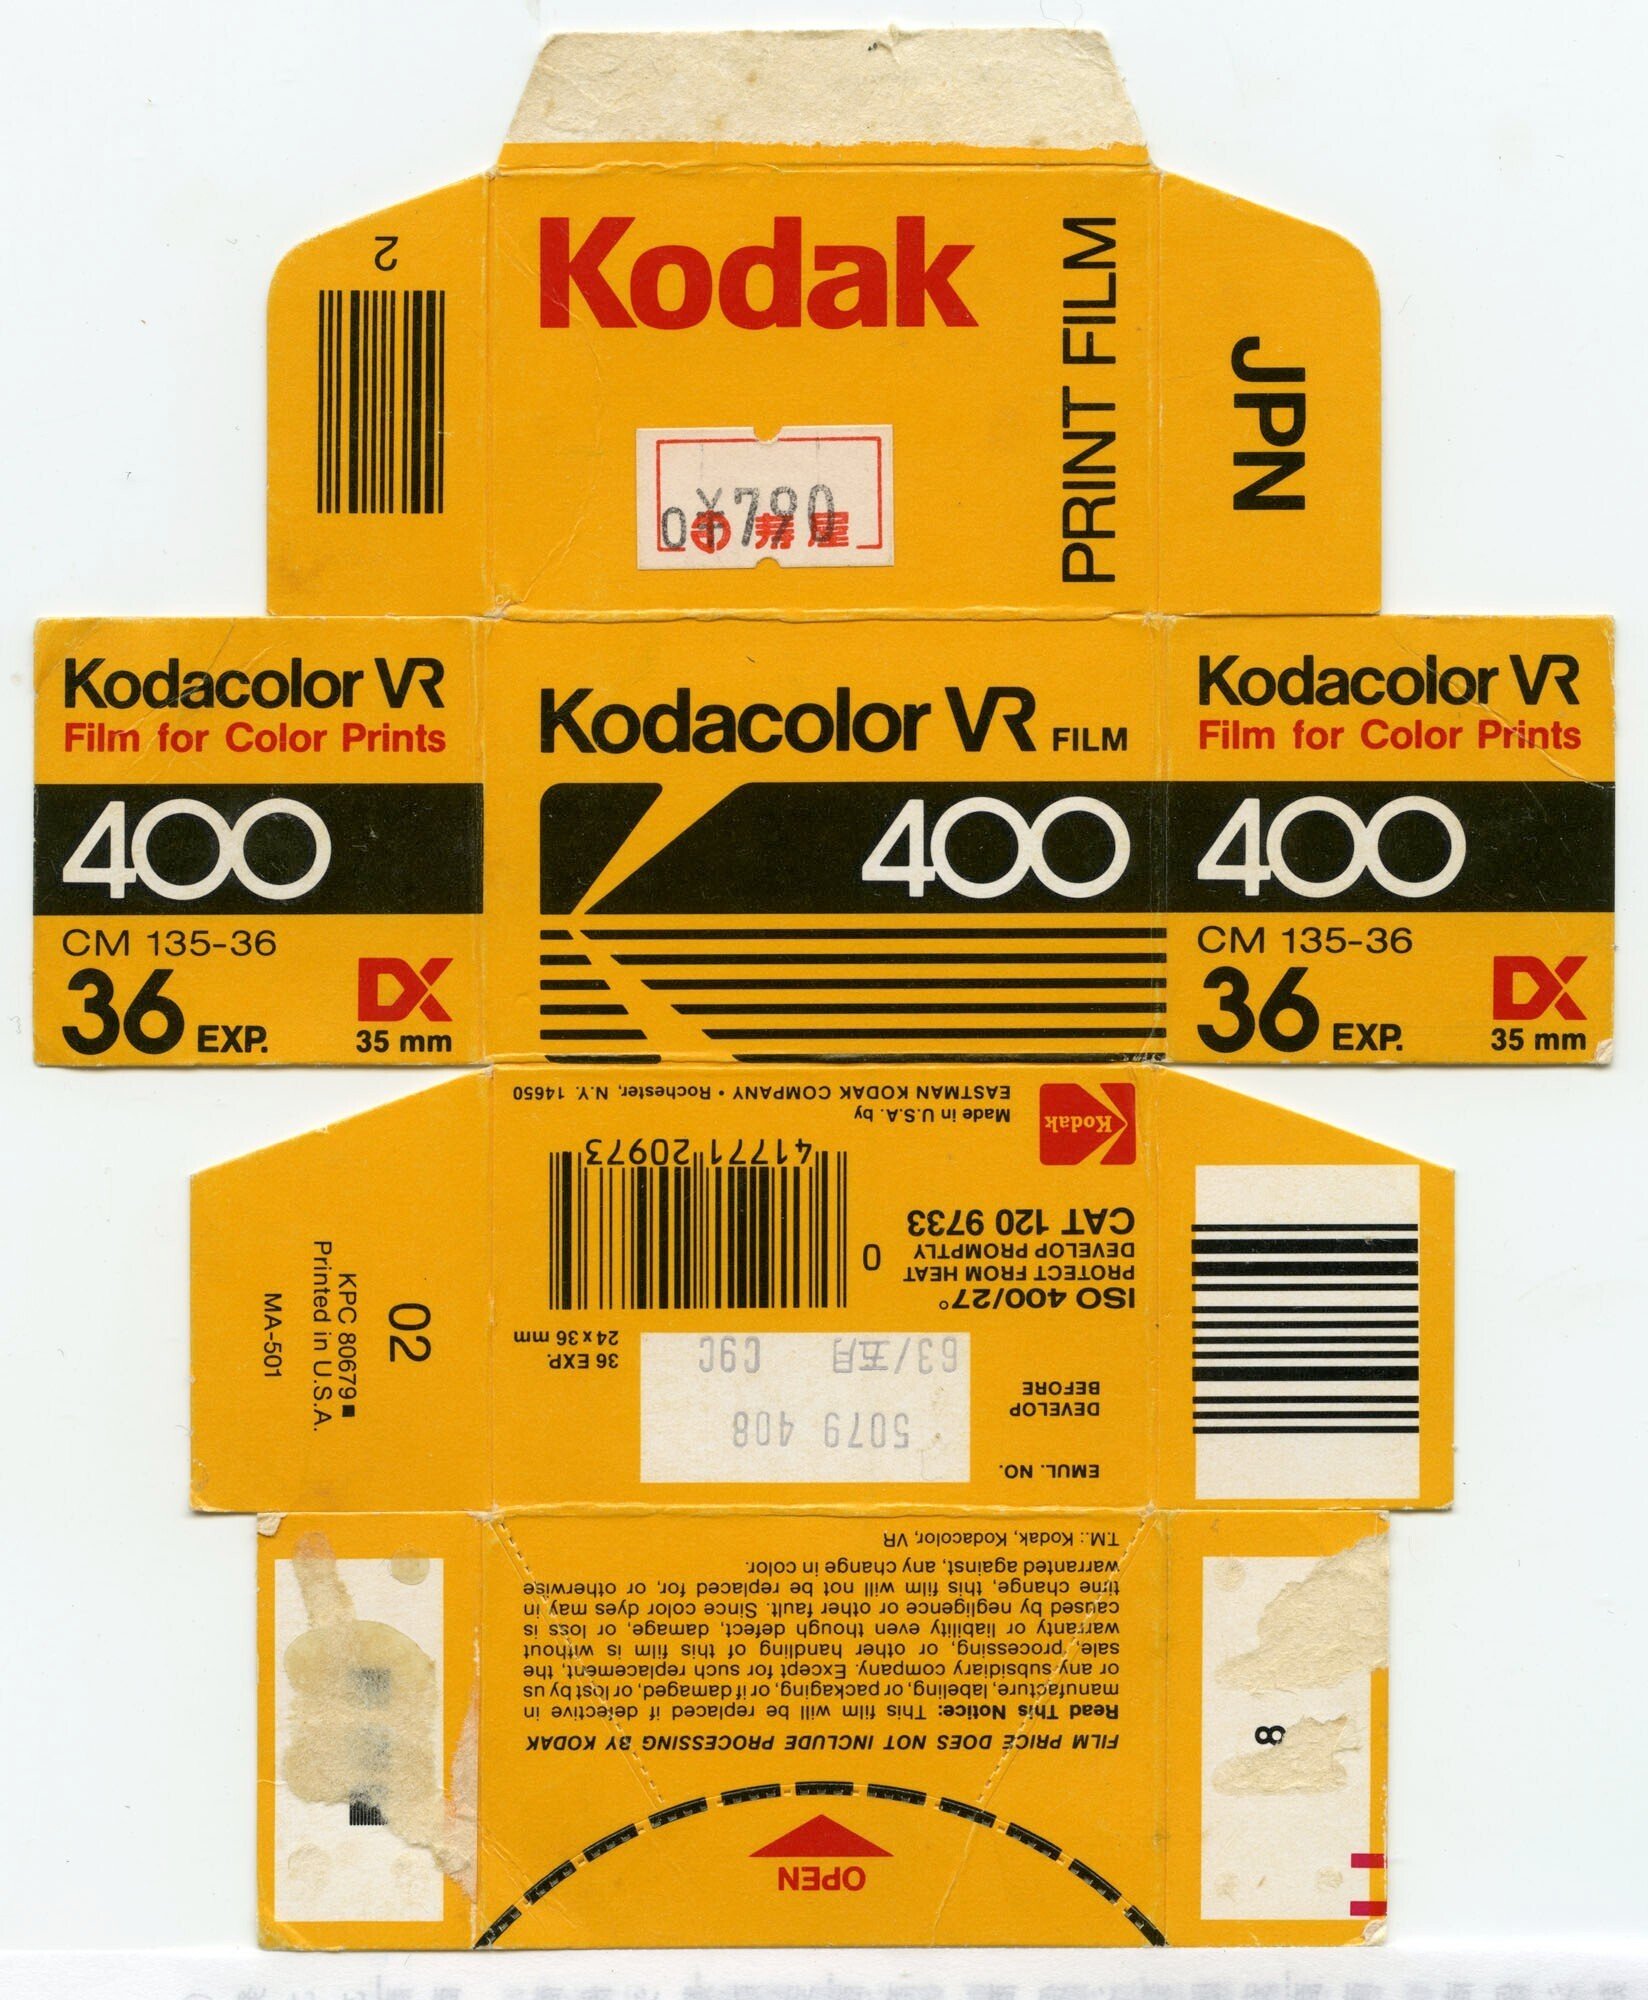 Kodak
PRINT FILM
JPN
2
¥790
寿屋
Kodacolor VR
Film for Color Prints
400
CM 135-36
36 EXP.
DX
35 mm
Kodacolor VR FILM
400
Kodacolor VR
Film for Color Prints
400
CM 135-36
36 EXP.
DX
35 mm
Kodak
Made in U.S.A. by
EASTMAN KODAK COMPANY • Rochester, N.Y. 14650
41771 20973
0
CAT 120 9733
DEVELOP PROMPTLY
PROTECT FROM HEAT
ISO 400/27°
36 EXP.
24 x 36 mm
DEVELOP
BEFORE
63/五月 C9C
EMUL. NO.
5079 408
02
KPC 80679■
Printed in U.S.A.
MA-501
OPEN
FILM PRICE DOES NOT INCLUDE PROCESSING BY KODAK
Read This Notice: This film will be replaced if defective in
manufacture, labeling, or packaging, or if damaged, or lost by us
or any subsidiary company. Except for such replacement, the
sale, processing, or other handling of this film is without
warranty or liability even though defect, damage, or loss is
caused by negligence or other fault. Since color dyes may in
time change, this film will not be replaced for, or otherwise
warranted against, any change in color.
T.M.: Kodak, Kodacolor, VR
8